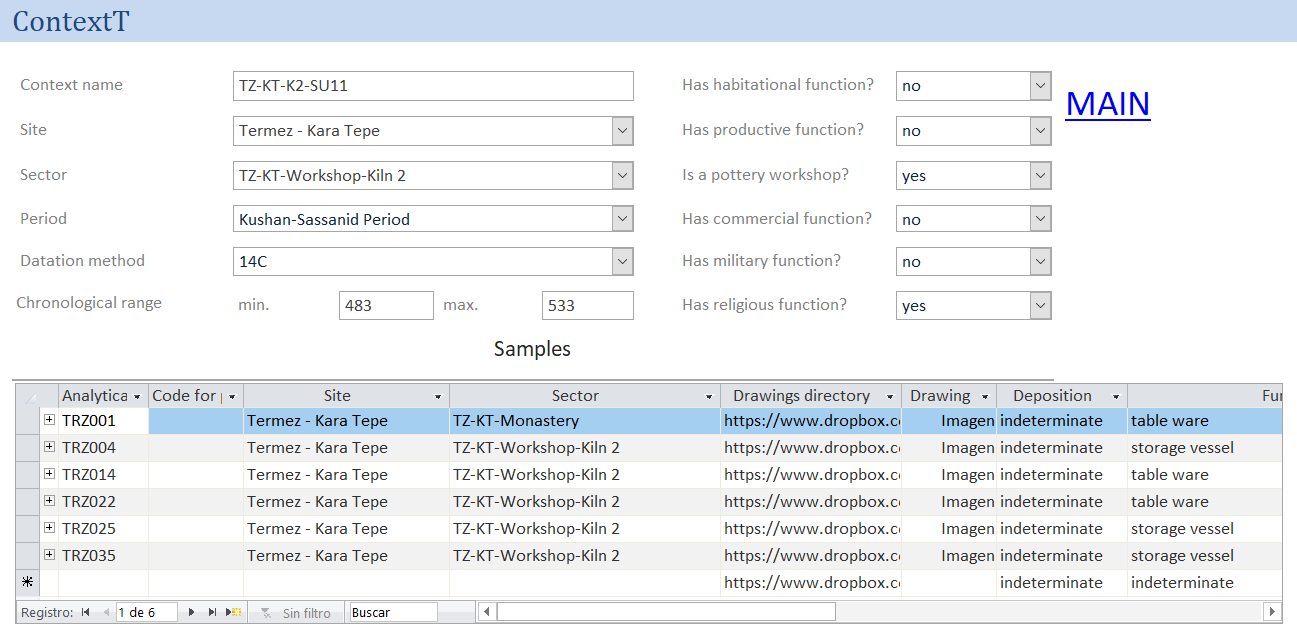 ContextT
Context name TZ-KT-K2-SU11 Has habitational function? no MAIN
Site Termez - Kara Tepe Has productive function? no
Sector TZ-KT-Workshop-Kiln 2 Is a pottery workshop? yes
Period Kushan-Sassanid Period Has commercial function? no
Datation method 14C Has military function? no
Chronological range min. 483 max. 533 Has religious function? yes
Samples
Analytica Code for Site Sector Drawings directory Drawing Deposition Fu
TRZ001 Termez - Kara Tepe TZ-KT-Monastery https://www.dropbox.c Imagen indeterminate table ware
TRZ004 Termez - Kara Tepe TZ-KT-Workshop-Kiln 2 https://www.dropbox.c Imagen indeterminate storage vessel
TRZ014 Termez - Kara Tepe TZ-KT-Workshop-Kiln 2 https://www.dropbox.c Imagen indeterminate table ware
TRZ022 Termez - Kara Tepe TZ-KT-Workshop-Kiln 2 https://www.dropbox.c Imagen indeterminate table ware
TRZ025 Termez - Kara Tepe TZ-KT-Workshop-Kiln 2 https://www.dropbox.c Imagen indeterminate storage vessel
TRZ035 Termez - Kara Tepe TZ-KT-Workshop-Kiln 2 https://www.dropbox.c Imagen indeterminate storage vessel
https://www.dropbox.c indeterminate indeterminate
Registro: 1 de 6 Sin filtro Buscar